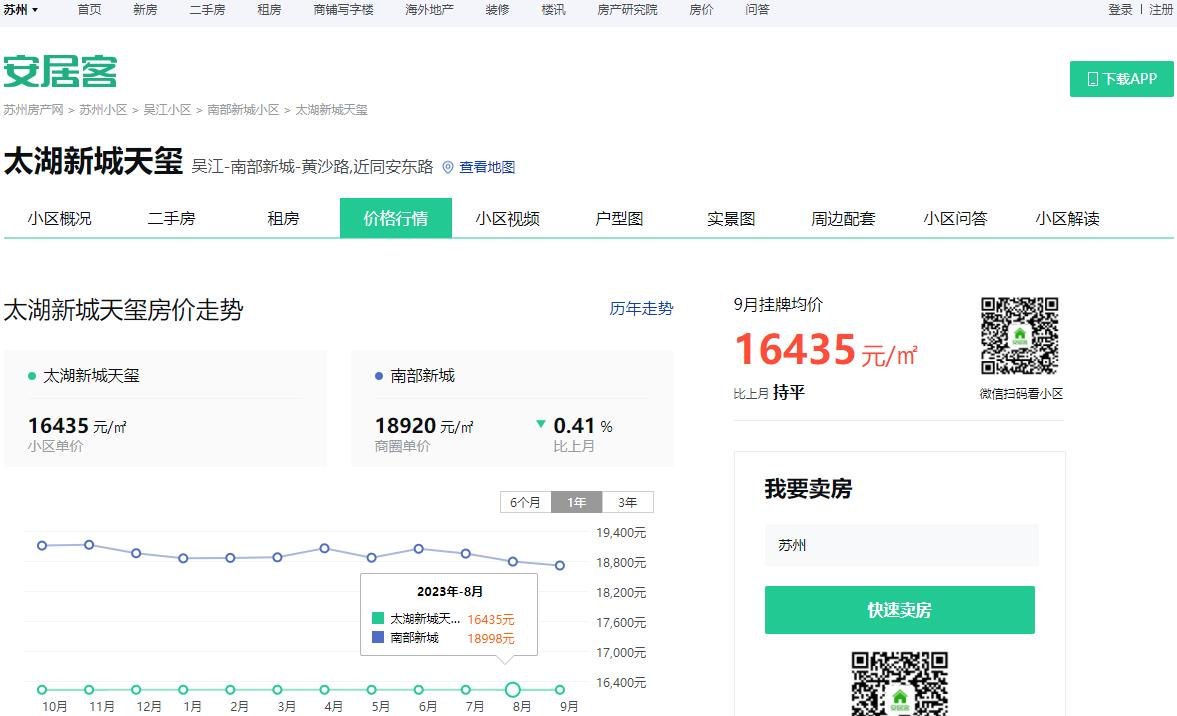 苏州 首页 新房 二手房 租房 商铺写字楼 海外地产 装修 楼讯 房产研究院 房价 问答 登录 | 注册
安居客
下载APP
苏州房产网 > 苏州小区 > 吴江小区 > 南部新城小区 > 太湖新城天玺
太湖新城天玺 吴江-南部新城-黄沙路,近同安东路 查看地图
小区概况 二手房 租房 价格行情 小区视频 户型图 实景图 周边配套 小区问答 小区解读
太湖新城天玺房价走势 历年走势
太湖新城天玺
16435 元/㎡
小区单价
南部新城
18920 元/㎡ 0.41 %
商圈单价 比上月
6个月 1年 3年
19,400元
18,800元
18,200元
17,600元
17,000元
16,400元
2023年-8月
太湖新城天... 16435元
南部新城 18998元
10月 11月 12月 1月 2月 3月 4月 5月 6月 7月 8月 9月
9月挂牌均价
16435 元/㎡
比上月 持平
微信扫码看小区
我要卖房
苏州
快速卖房